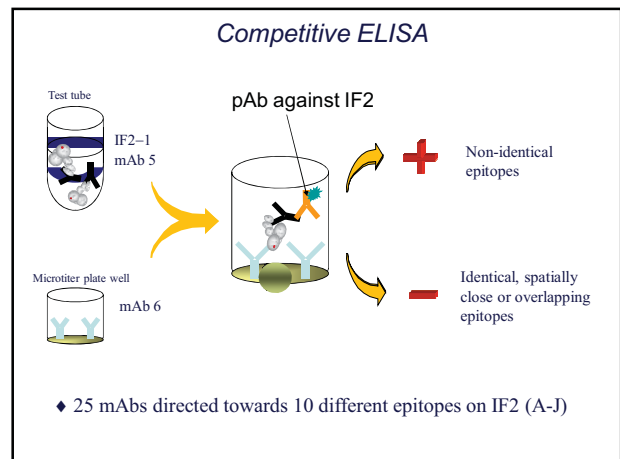 Competitive ELISA
Test tube
IF2–1
mAb 5
pAb against IF2
Non-identical
epitopes
Microtiter plate well
mAb 6
Identical, spatially
close or overlapping
epitopes
♦ 25 mAbs directed towards 10 different epitopes on IF2 (A-J)